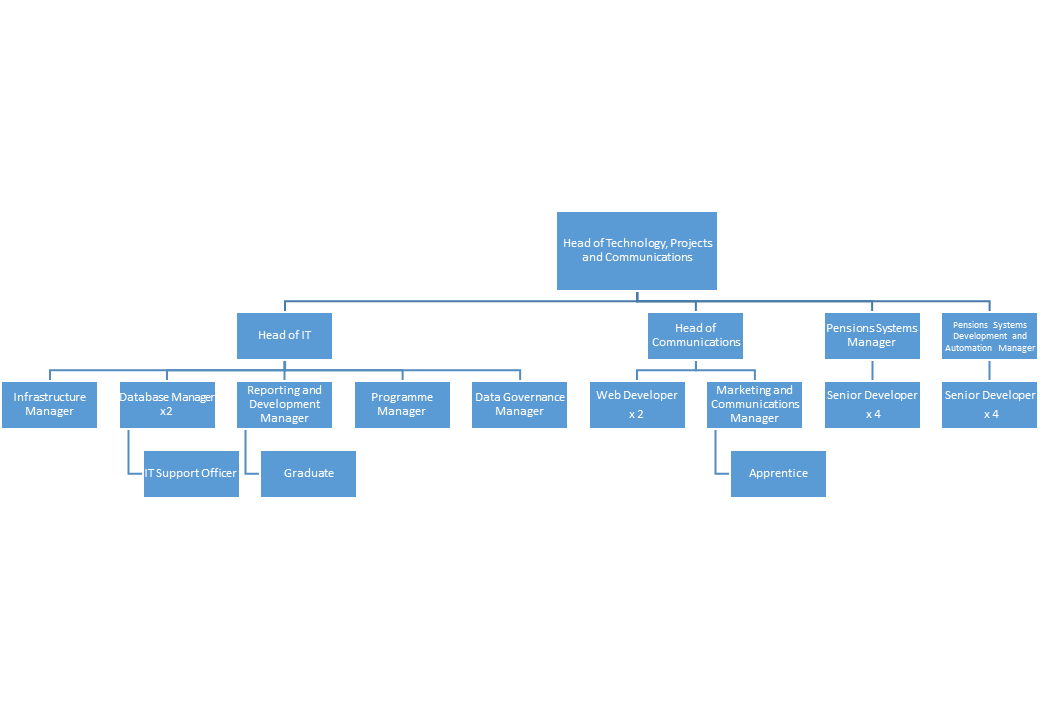 Head of Technology, Projects
and Communications
Head of IT
Head of
Communications
Pensions Systems
Manager
Pensions Systems
Development and
Automation Manager
Infrastructure
Manager
Database Manager
x2
Reporting and
Development
Manager
Programme
Manager
Data Governance
Manager
Web Developer
x 2
Marketing and
Communications
Manager
Senior Developer
x 4
Senior Developer
x 4
IT Support Officer
Graduate
Apprentice